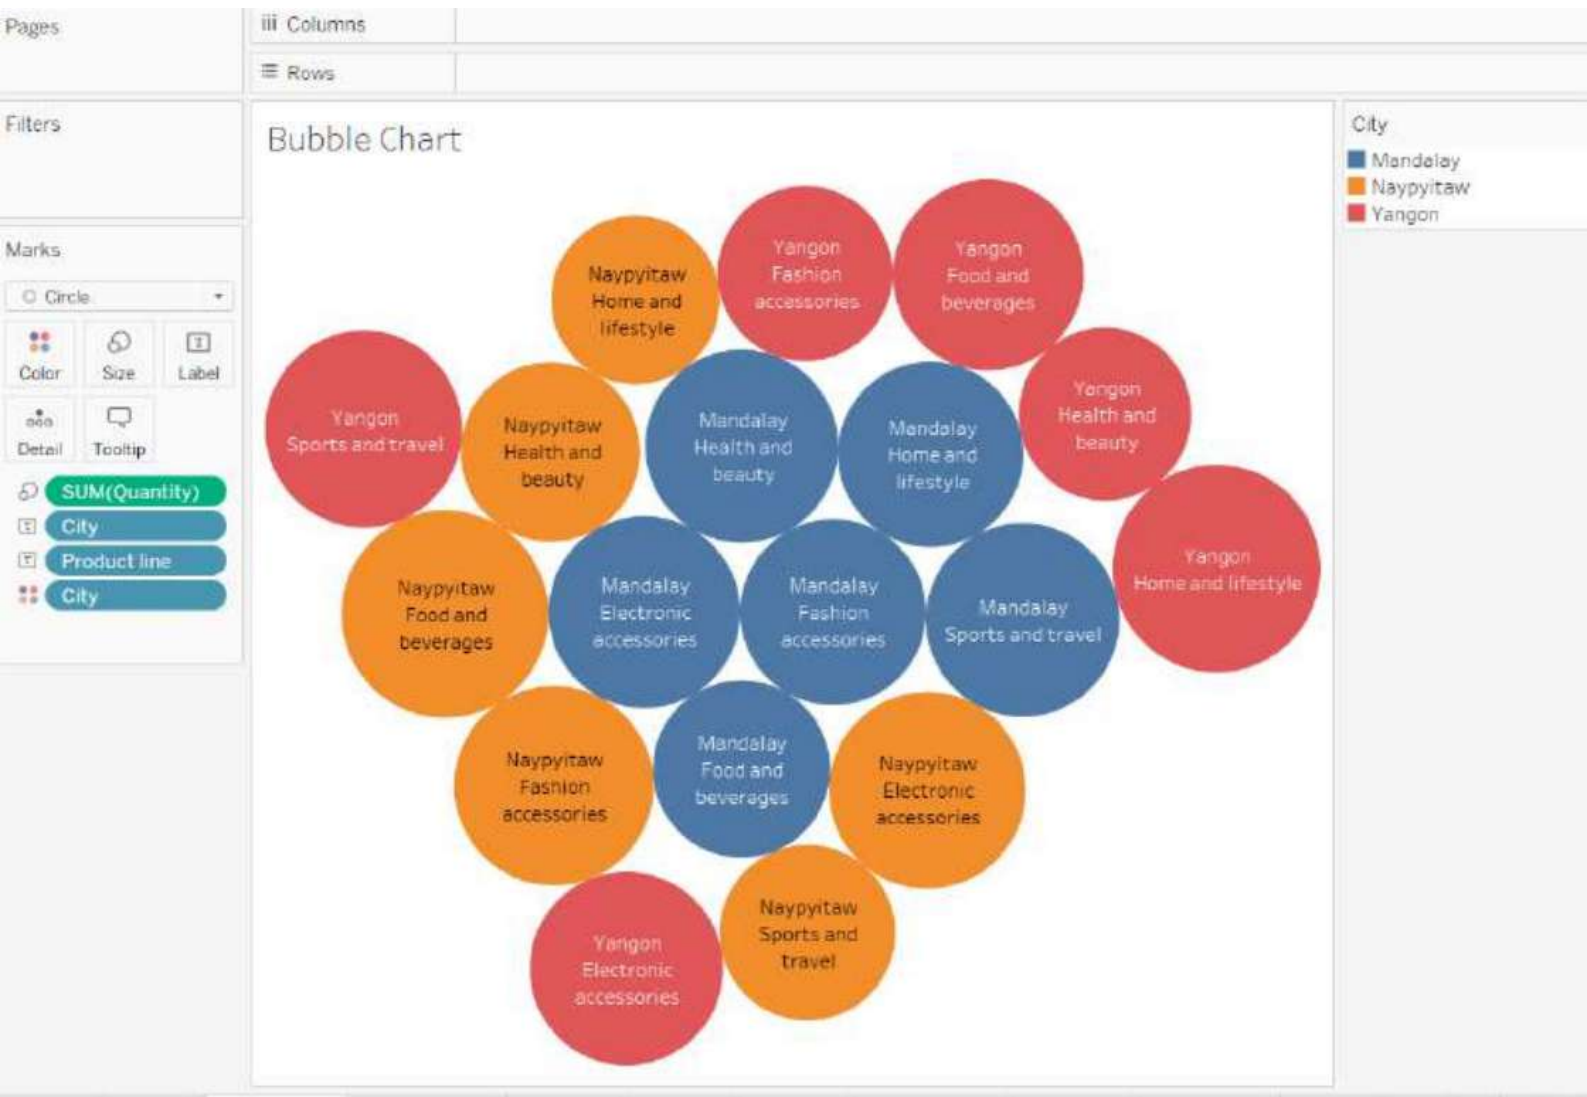 Pages
Columns
Rows
Filters
Marks
Circle
Color
Size
Label
Detail
Tooltip
SUM(Quantity)
City
Product line
City
Bubble Chart
Naypyitaw
Home and
lifestyle
Yangon
Fashion
accessories
Yangon
Food and
beverages
Yangon
Sports and travel
Naypyitaw
Health and
beauty
Mandalay
Health and
beauty
Mandalay
Home and
lifestyle
Yangon
Health and
beauty
Naypyitaw
Food and
beverages
Mandalay
Electronic
accessories
Mandalay
Fashion
accessories
Mandalay
Sports and travel
Yangon
Home and lifestyle
Naypyitaw
Fashion
accessories
Mandalay
Food and
beverages
Naypyitaw
Electronic
accessories
Yangon
Electronic
accessories
Naypyitaw
Sports and
travel
City
Mandalay
Naypyitaw
Yangon